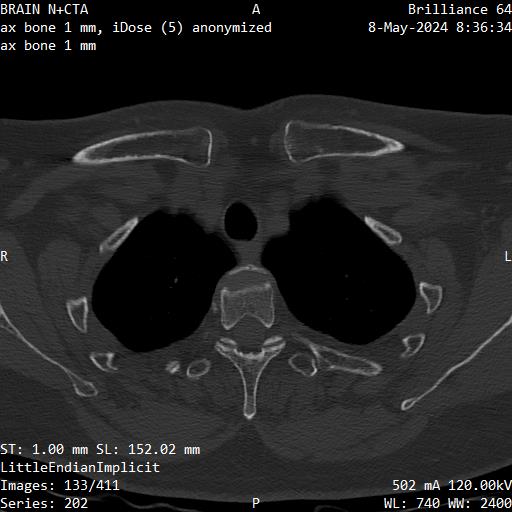 BRAIN N+CTA
ax bone 1 mm, iDose (5) anonymized
ax bone 1 mm
A
Brilliance 64
8-May-2024 8:36:34
R
L
ST: 1.00 mm SL: 152.02 mm
LittleEndianImplicit
Images: 133/411
Series: 202
P
502 mA 120.00kV
WL: 740 WW: 2400